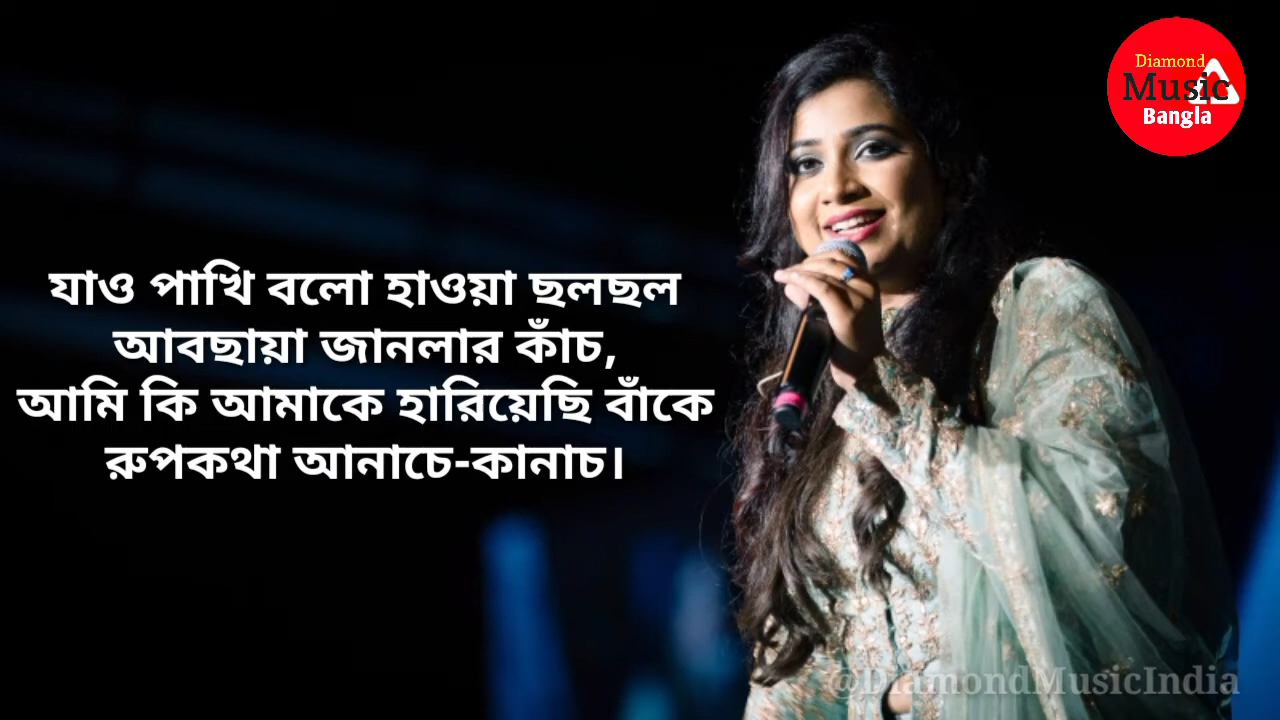 Diamond
Music
Bangla
যাও পাখি বলো হাওয়া ছলছল
আবছায়া জানলার কাঁচ,
আমি কি আমাকে হারিয়েছি বাঁকে
রুপকথা আনাচে-কানাচ।
@DiamondMusicIndia